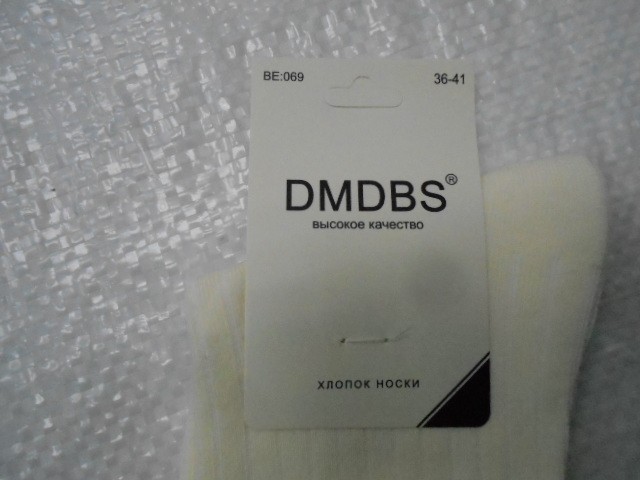 BE:069 36-41
DMDBS®
высокое качество
ХЛОПОК НОСКИ